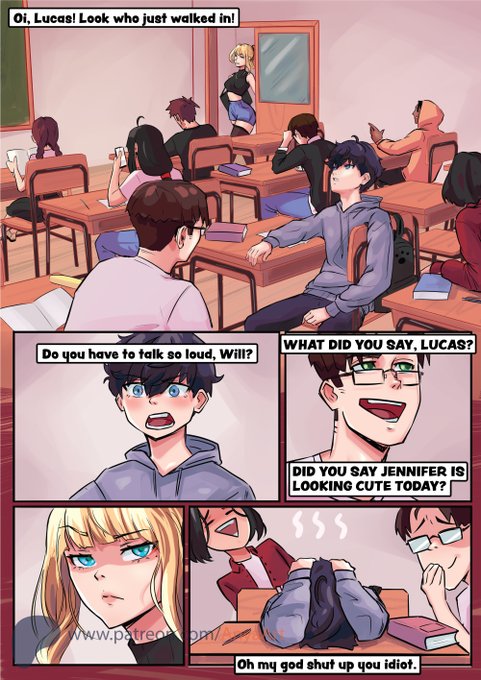 Oi, Lucas! Look who just walked in!
Do you have to talk so loud, Will?
WHAT DID YOU SAY, LUCAS?
DID YOU SAY JENNIFER IS
LOOKING CUTE TODAY?
www.patreon.com/
Oh my god shut up you idiot.